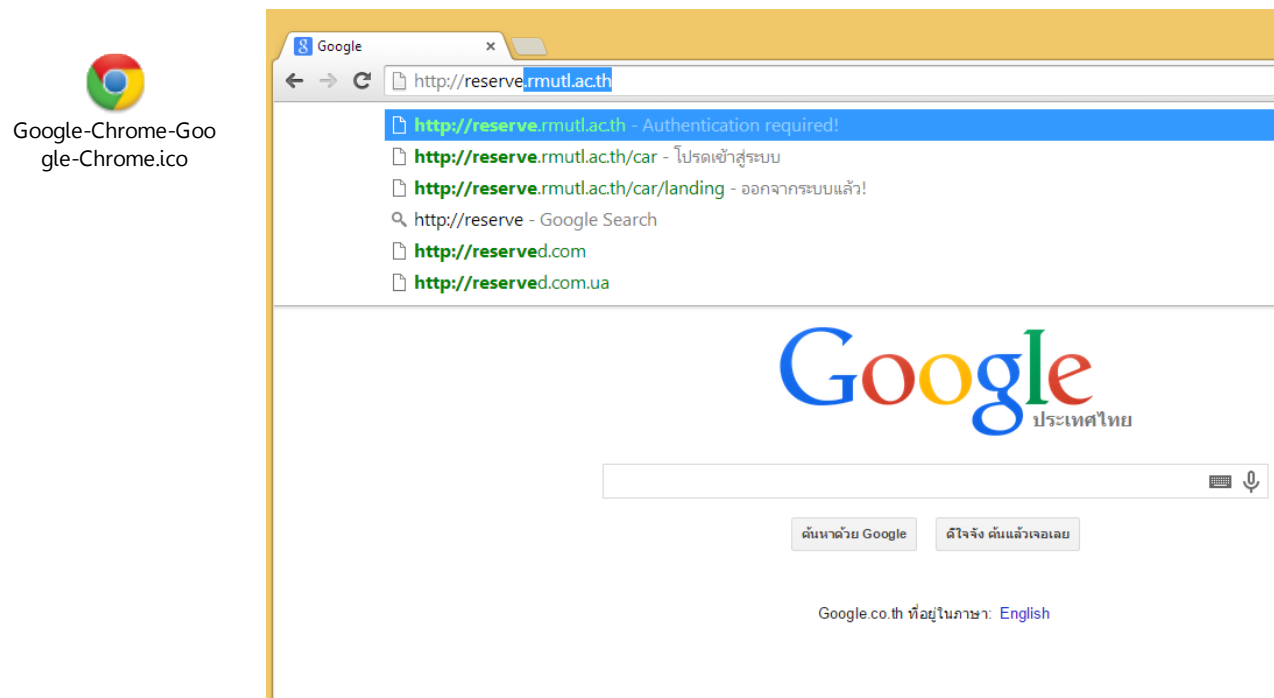 Google-Chrome-Goo
gle-Chrome.ico
Google
http://reserve.rmutl.ac.th
http://reserve.rmutl.ac.th - Authentication required!
http://reserve.rmutl.ac.th/car - โปรดเข้าสู่ระบบ
http://reserve.rmutl.ac.th/car/landing - ออกจากระบบแล้ว!
http://reserve - Google Search
http://reserved.com
http://reserved.com.ua
Google
ประเทศไทย
ค้นหาด้วย Google
ดีใจจัง ค้นแล้วเจอเลย
Google.co.th ที่อยู่ในภาษา: English